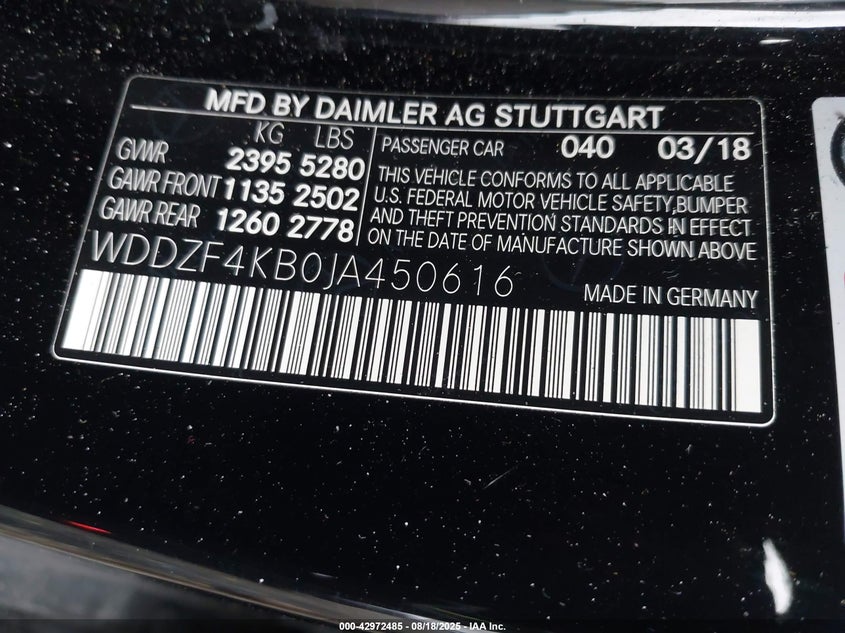 MFD BY DAIMLER AG STUTTGART
KG LBS
GVWR 2395 5280
GAWR FRONT 1135 2502
GAWR REAR 1260 2778
PASSENGER CAR 040 03/18
THIS VEHICLE CONFORMS TO ALL APPLICABLE
U.S. FEDERAL MOTOR VEHICLE SAFETY,BUMPER
AND THEFT PREVENTION STANDARDS IN EFFECT
ON THE DATE OF MANUFACTURE SHOWN ABOVE
WDDZF4KB0JA450616
MADE IN GERMANY
000-42972485 - 08/18/2025 - IAA Inc.